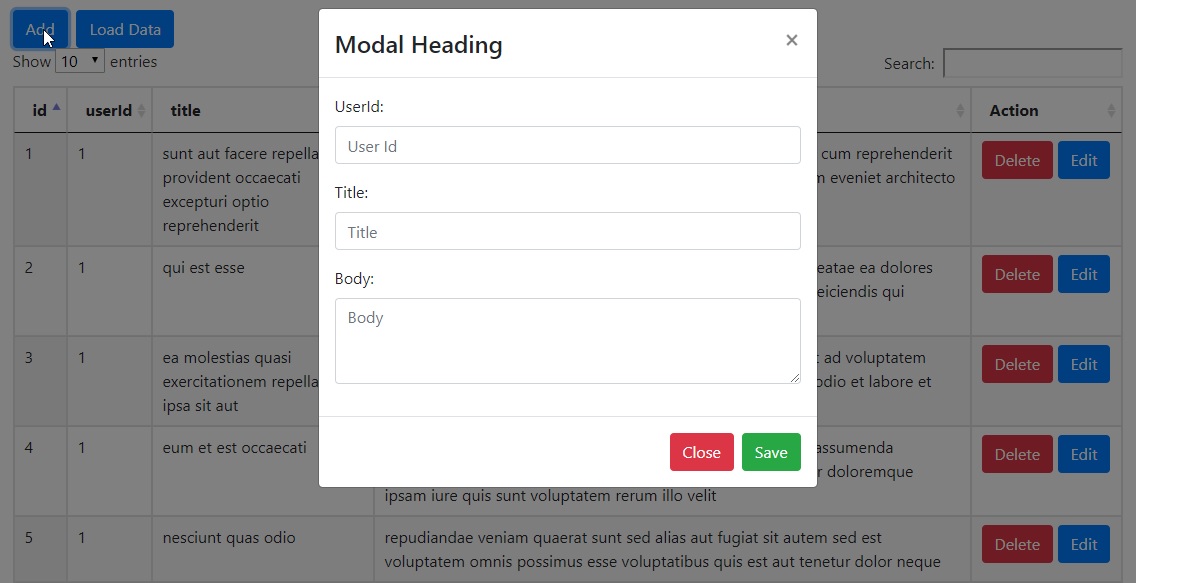 Add Load Data
Show 10 entries
Search:
Modal Heading ×
UserId:
User Id
Title:
Title
Body:
Body
Close Save
id userId title Action
1 1 sunt aut facere repella cum reprehenderit Delete Edit
provident occaecati eveniet architecto
excepturi optio
reprehenderit
2 1 qui est esse eatae ea dolores Delete Edit
eiciendis qui
3 1 ea molestias quasi ad voluptatem Delete Edit
exercitationem repella odio et labore et
ipsa sit aut
4 1 eum et est occaecati assumenda Delete Edit
r doloremque
ipsam iure quis sunt voluptatem rerum illo velit
5 1 nesciunt quas odio repudiandae veniam quaerat sunt sed alias aut fugiat sit autem sed est Delete Edit
voluptatem omnis possimus esse voluptatibus quis est aut tenetur dolor neque